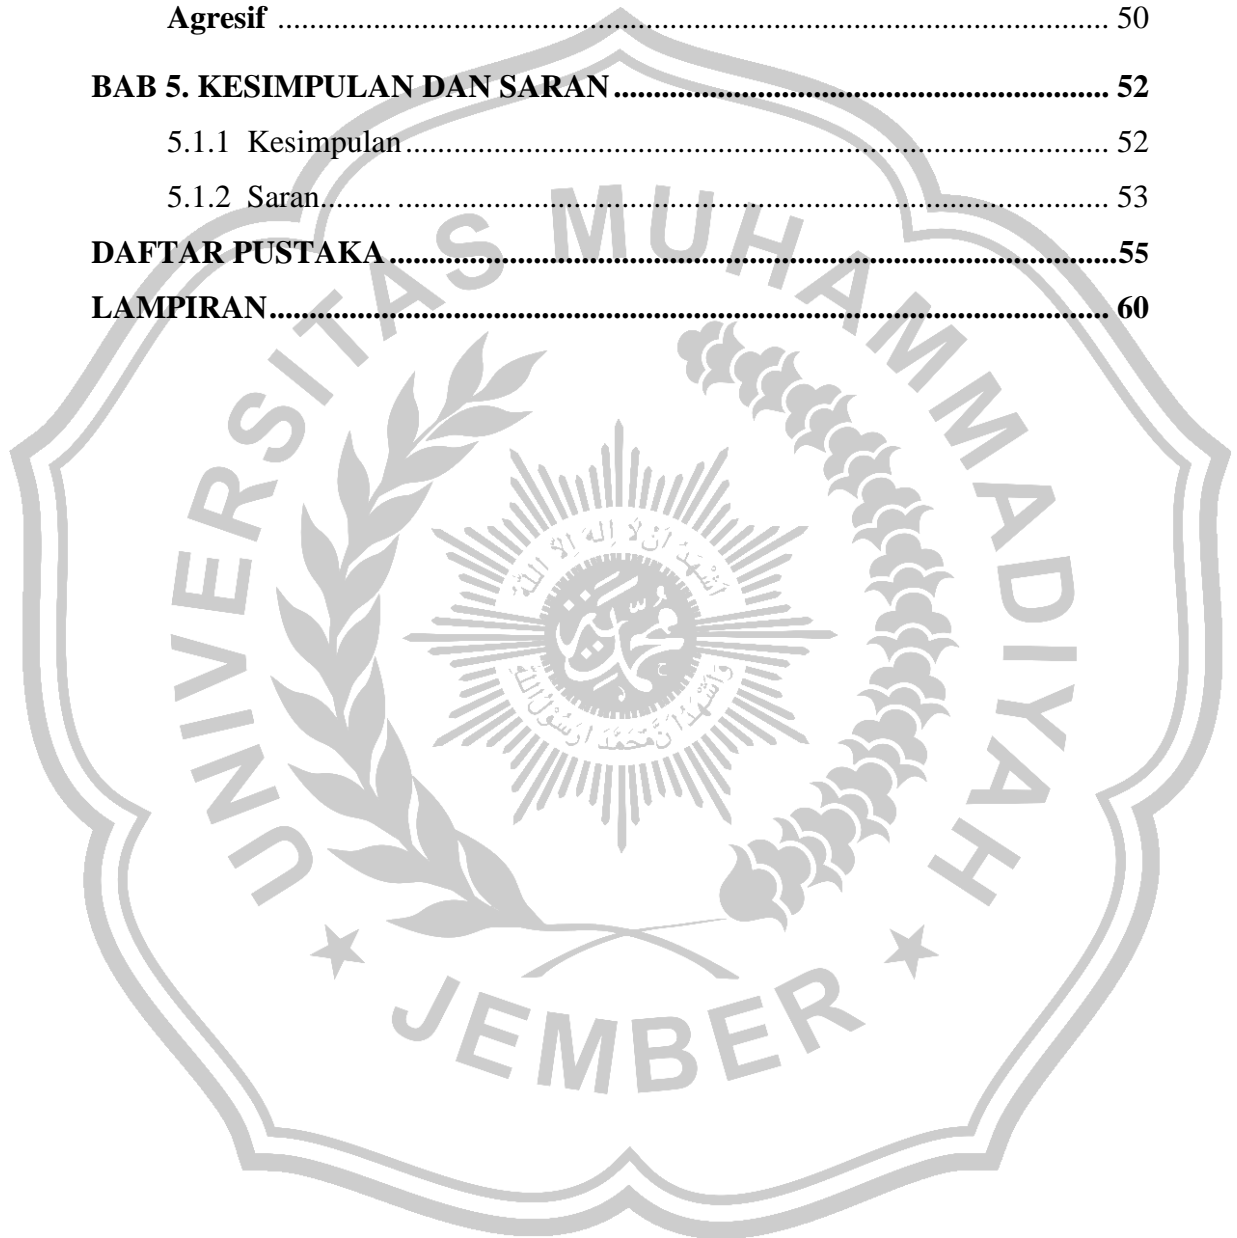 Agresif ........................................................................................................ 50
BAB 5. KESIMPULAN DAN SARAN .............................................................. 52
5.1.1 Kesimpulan ........................................................................................ 52
5.1.2 Saran......... ......................................................................................... 53
DAFTAR PUSTAKA ...........................................................................................55
LAMPIRAN ......................................................................................................... 60
UNIVERSITAS MUHAMMADIYAH
JEMBER